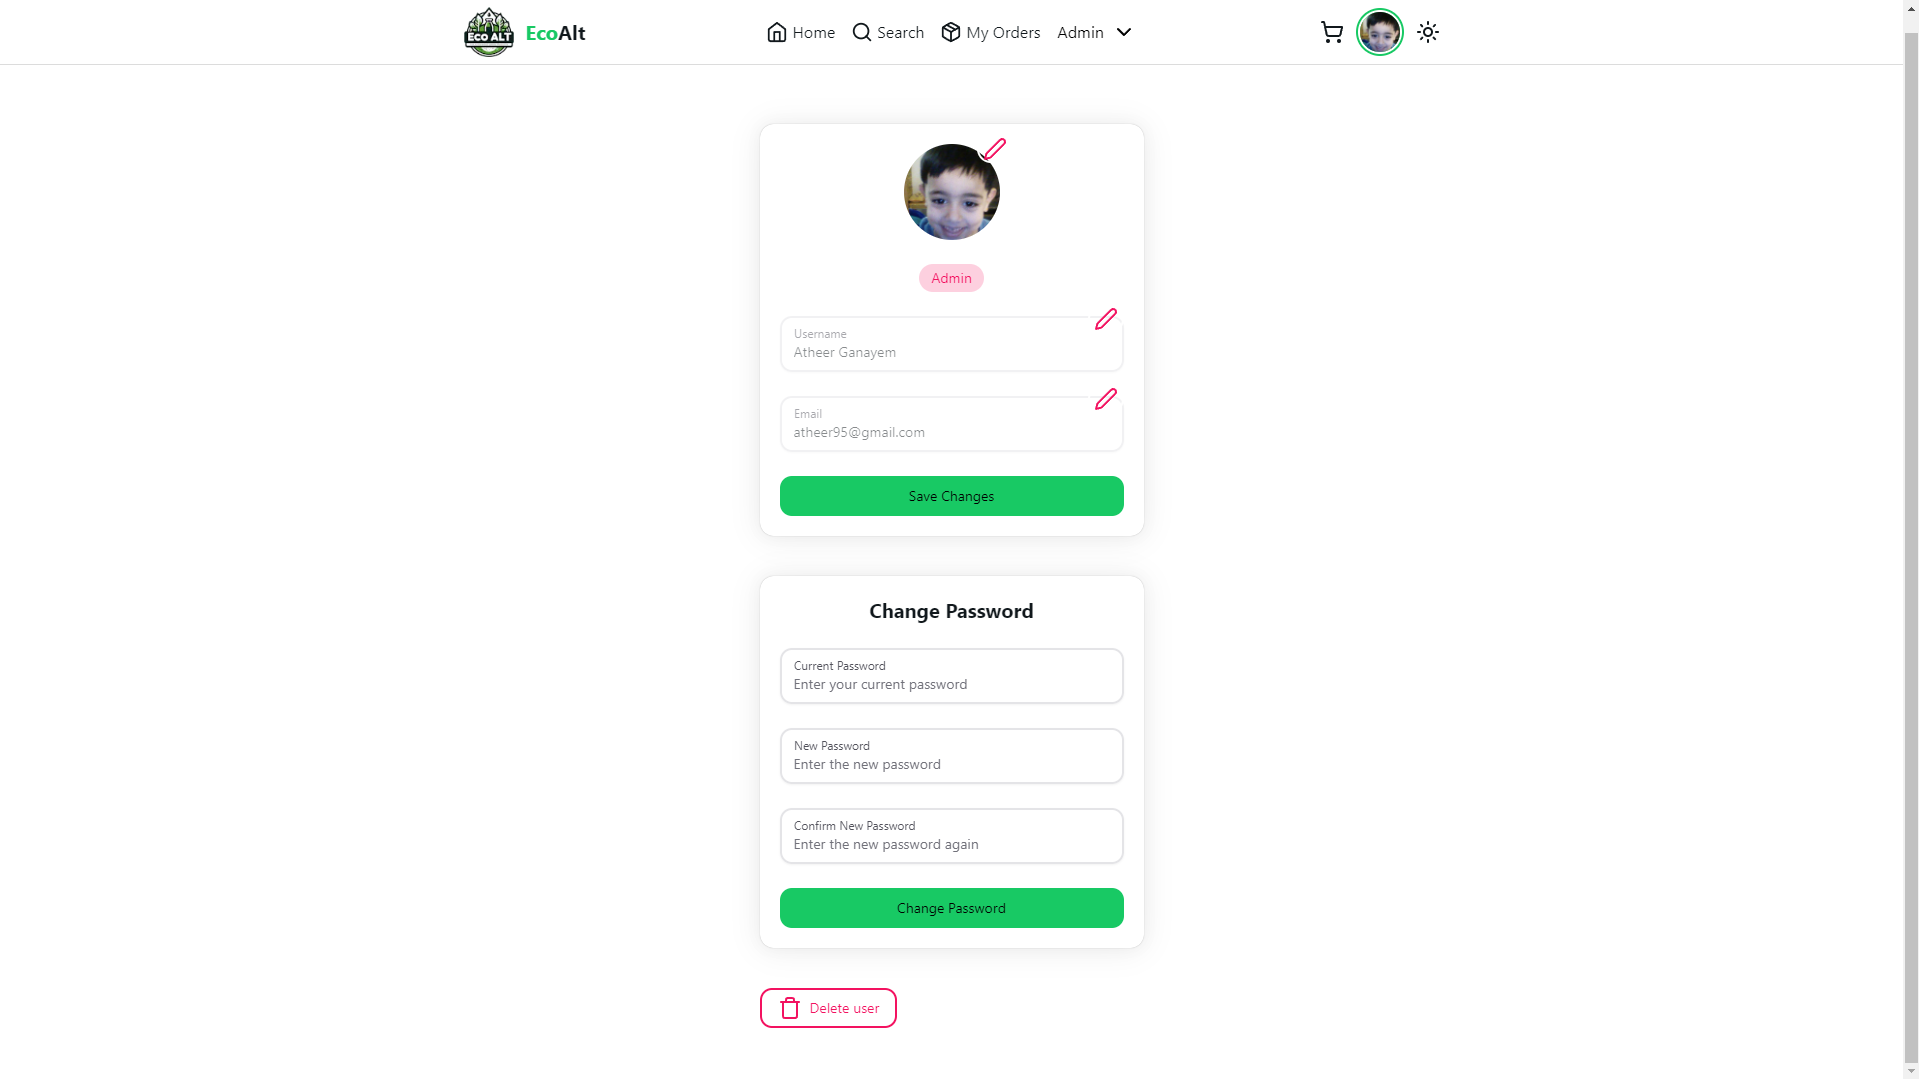 ECO ALT
EcoAlt
Home
Search
My Orders
Admin
Admin
Username
Atheer Ganayem
Email
atheer95@gmail.com
Save Changes
Change Password
Current Password
Enter your current password
New Password
Enter the new password
Confirm New Password
Enter the new password again
Change Password
Delete user